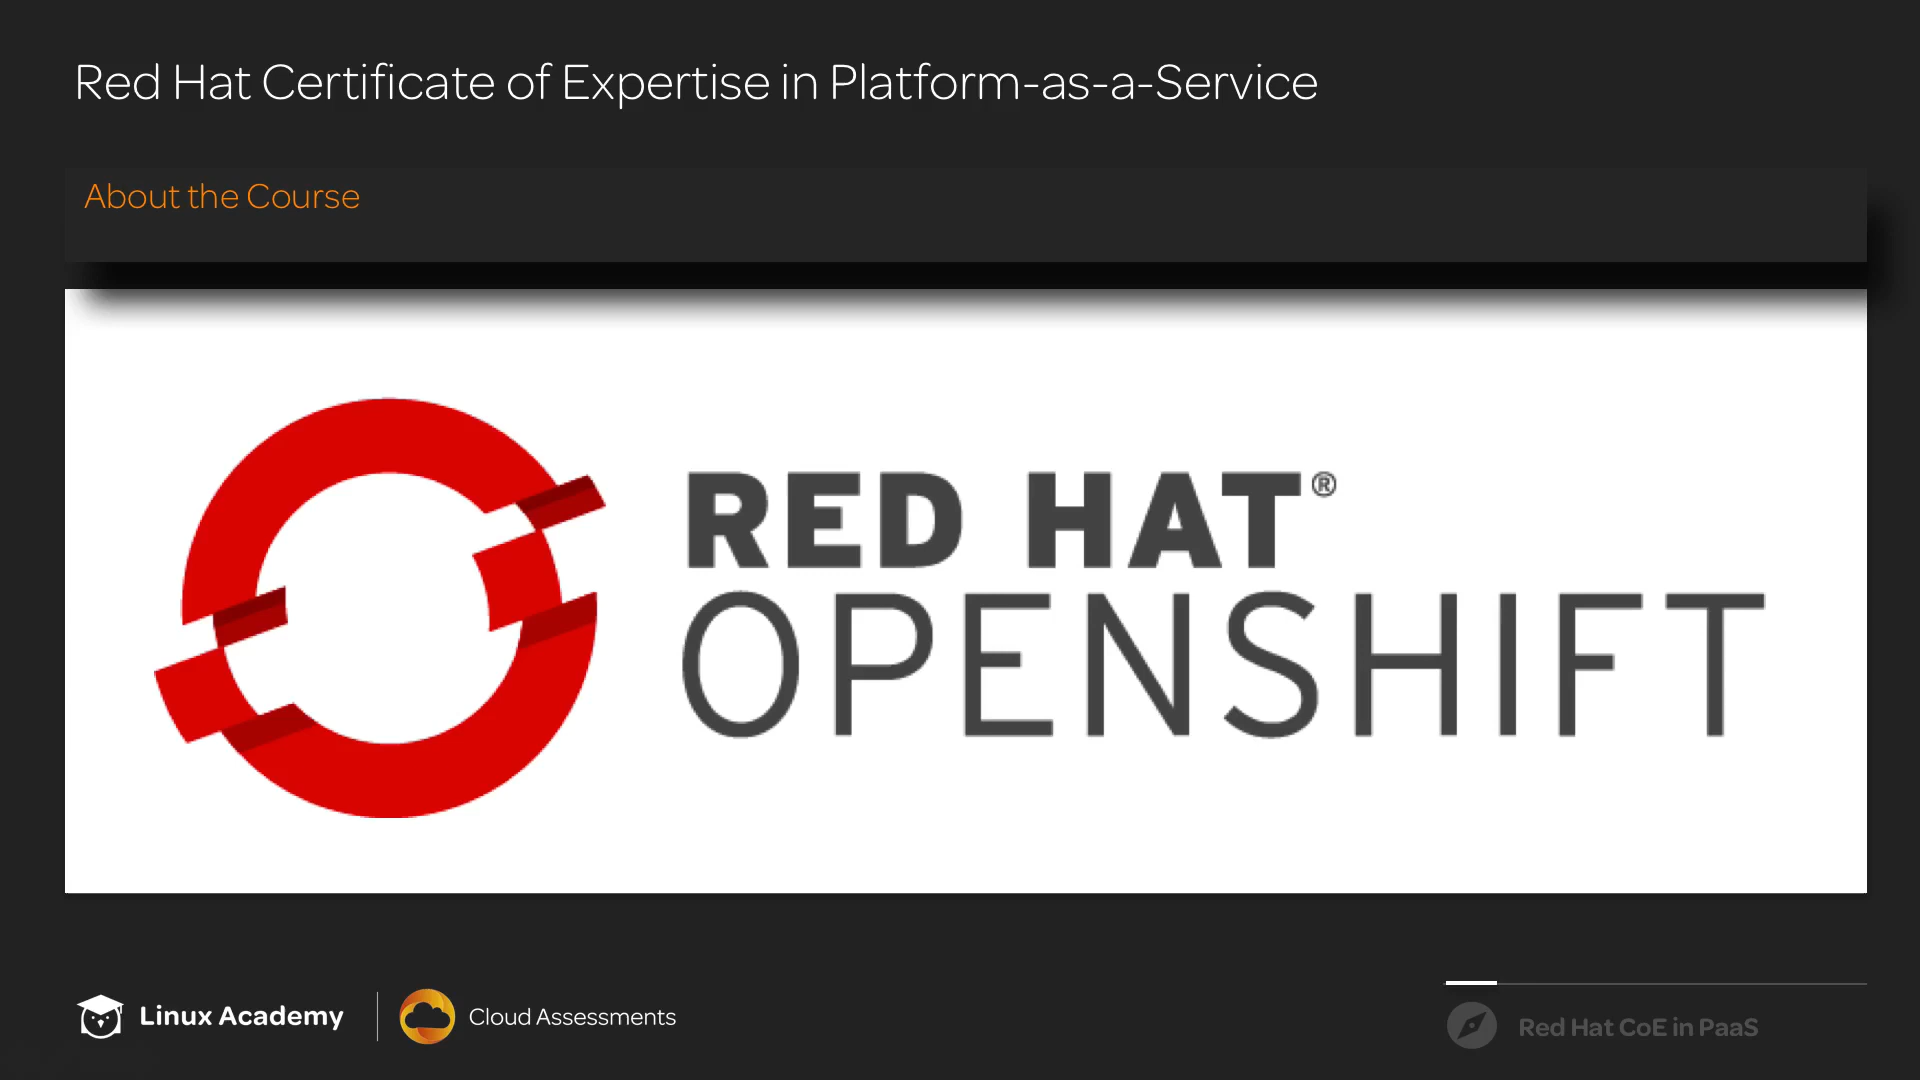 Red Hat Certificate of Expertise in Platform-as-a-Service
About the Course
RED HAT®
OPENSHIFT
Linux Academy
Cloud Assessments
Red Hat CoE in PaaS